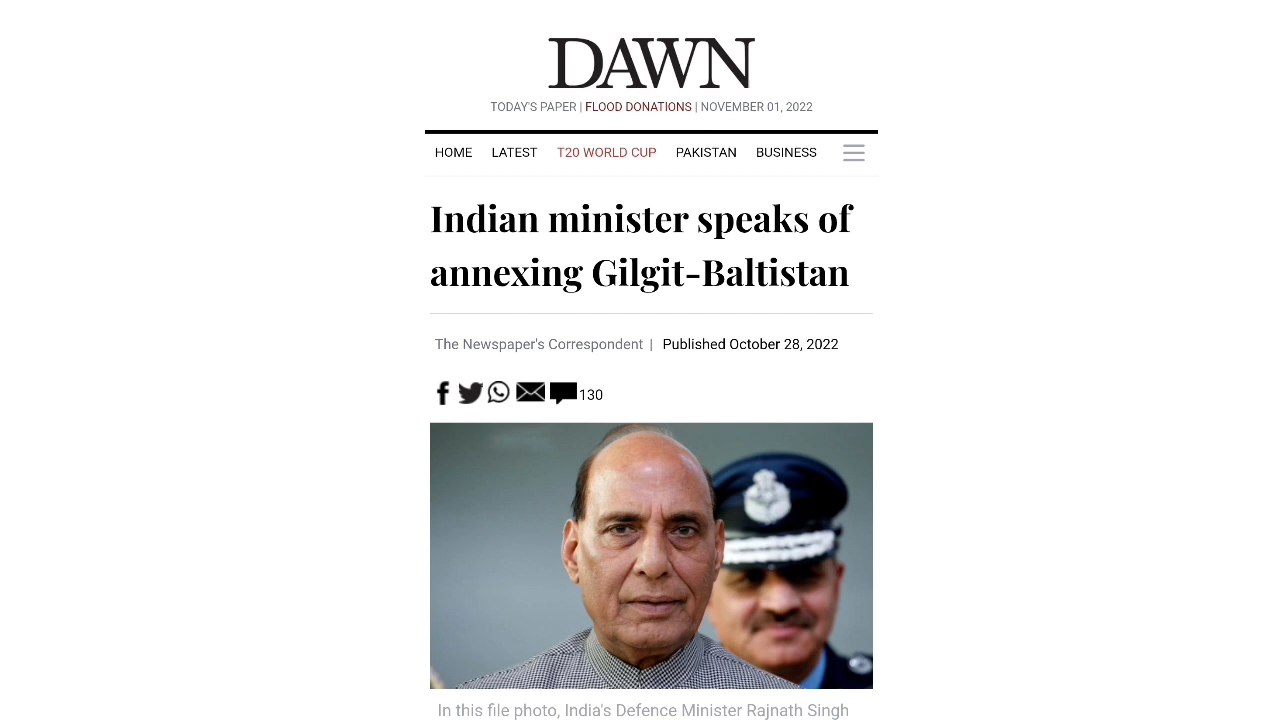 DAWN
TODAY'S PAPER | FLOOD DONATIONS | NOVEMBER 01, 2022
HOME LATEST T20 WORLD CUP PAKISTAN BUSINESS
Indian minister speaks of
annexing Gilgit-Baltistan
The Newspaper's Correspondent | Published October 28, 2022
130
In this file photo, India's Defence Minister Rajnath Singh